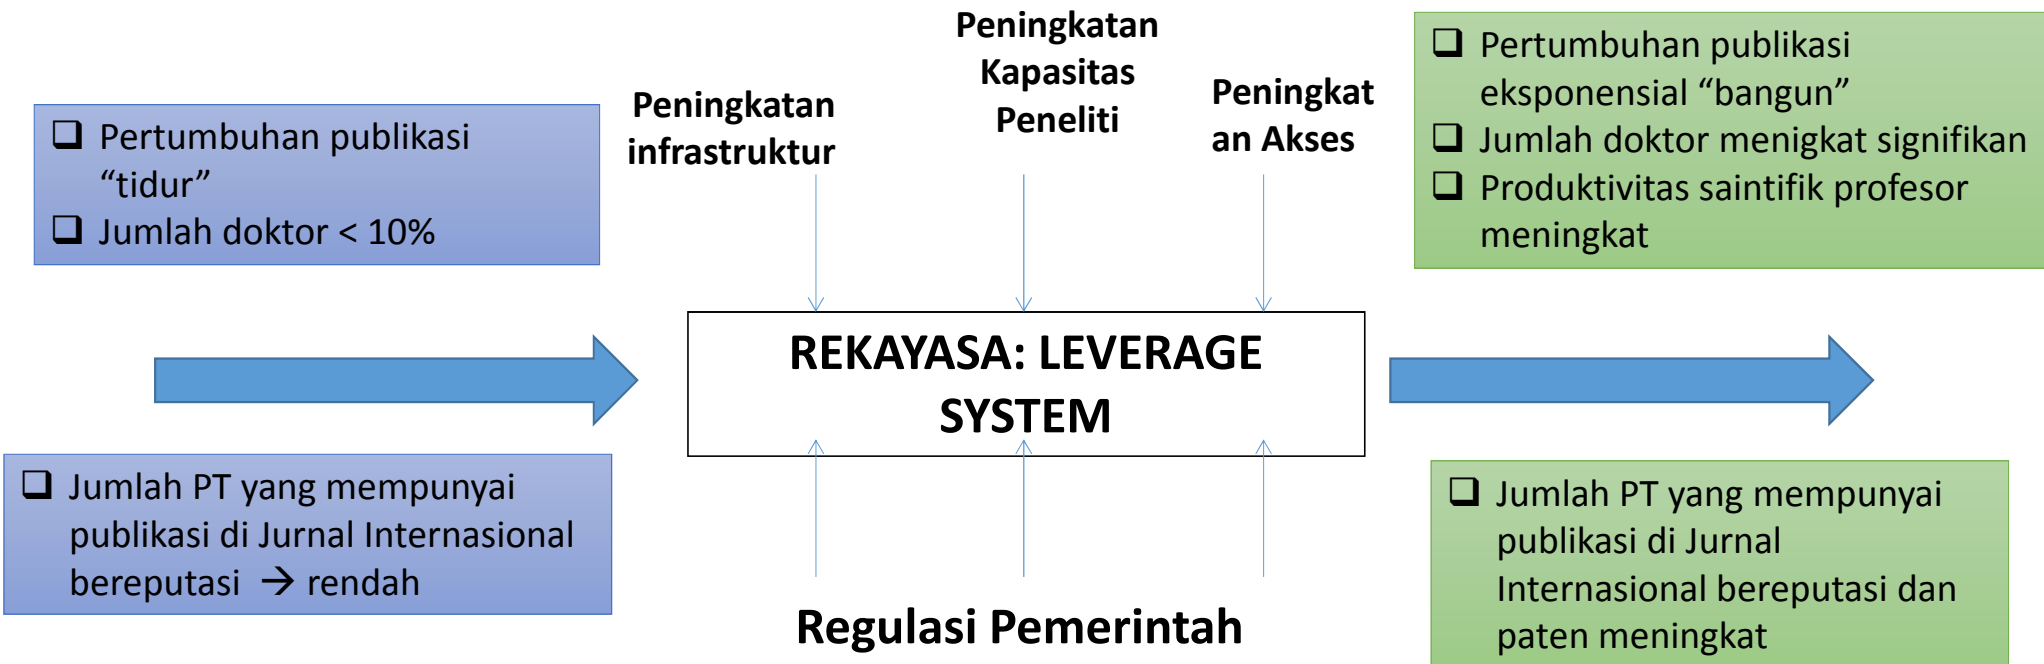 ❑ Pertumbuhan publikasi
“tidur”
❑ Jumlah doktor < 10%
❑ Jumlah PT yang mempunyai
publikasi di Jurnal Internasional
bereputasi → rendah
Peningkatan
infrastruktur
Peningkatan
Kapasitas
Peneliti
Peningkat
an Akses
REKAYASA: LEVERAGE
SYSTEM
Regulasi Pemerintah
❑ Pertumbuhan publikasi
eksponensial “bangun”
❑ Jumlah doktor menigkat signifikan
❑ Produktivitas saintifik profesor
meningkat
❑ Jumlah PT yang mempunyai
publikasi di Jurnal
Internasional bereputasi dan
paten meningkat